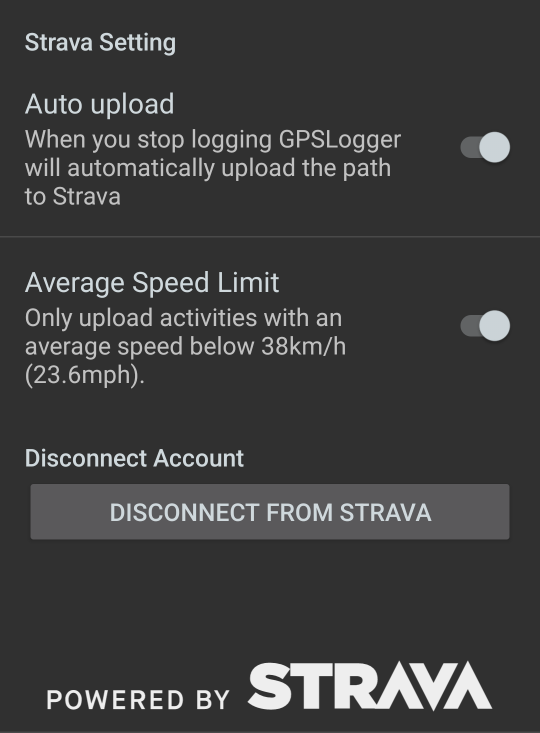 Strava Setting
Auto upload
When you stop logging GPSLogger
will automatically upload the path
to Strava
Average Speed Limit
Only upload activities with an
average speed below 38km/h
(23.6mph).
Disconnect Account
DISCONNECT FROM STRAVA
POWERED BY STRAVA